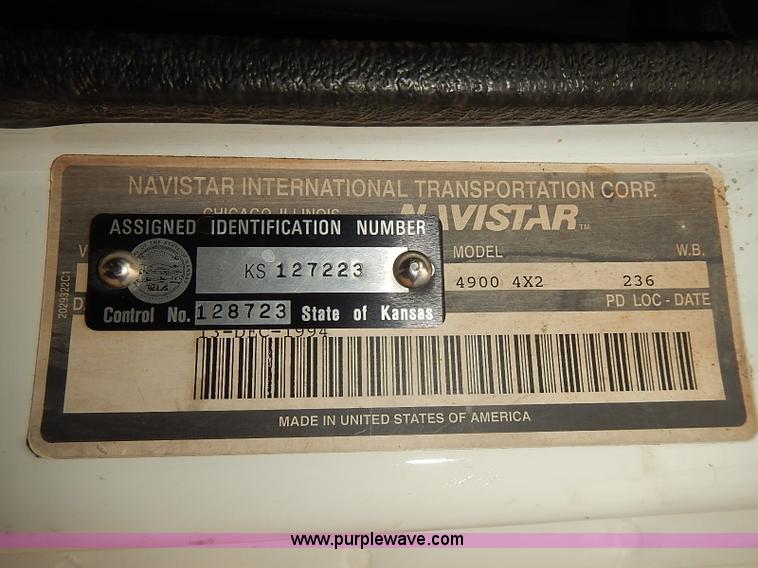 NAVISTAR INTERNATIONAL TRANSPORTATION CORP.
CHICAGO ILLINOIS NAVISTAR™
ASSIGNED IDENTIFICATION NUMBER
KS 127223
Control No. 128723 State of Kansas
MODEL W.B.
4900 4X2 236
PD LOC - DATE
13-DEC-1994
2029322C1
MADE IN UNITED STATES OF AMERICA
www.purplewave.com